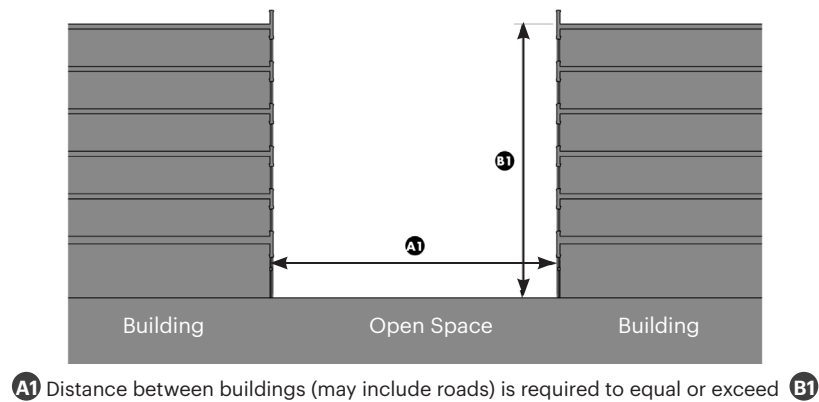 B1
A1
Building Open Space Building
A1 Distance between buildings (may include roads) is required to equal or exceed B1